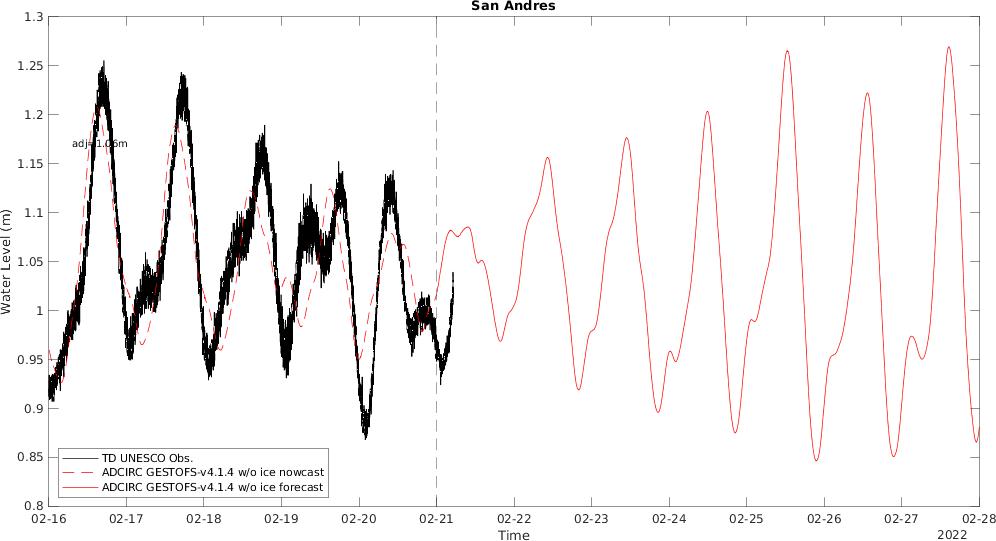 San Andres
1.3
1.25
1.2
1.15
1.1
1.05
1
0.95
0.9
0.85
0.8
Water Level (m)
adj=1.06m
TD UNESCO Obs.
ADCIRC GESTOFS-v4.1.4 w/o ice nowcast
ADCIRC GESTOFS-v4.1.4 w/o ice forecast
02-16 02-17 02-18 02-19 02-20 02-21 02-22 02-23 02-24 02-25 02-26 02-27 02-28
Time
2022